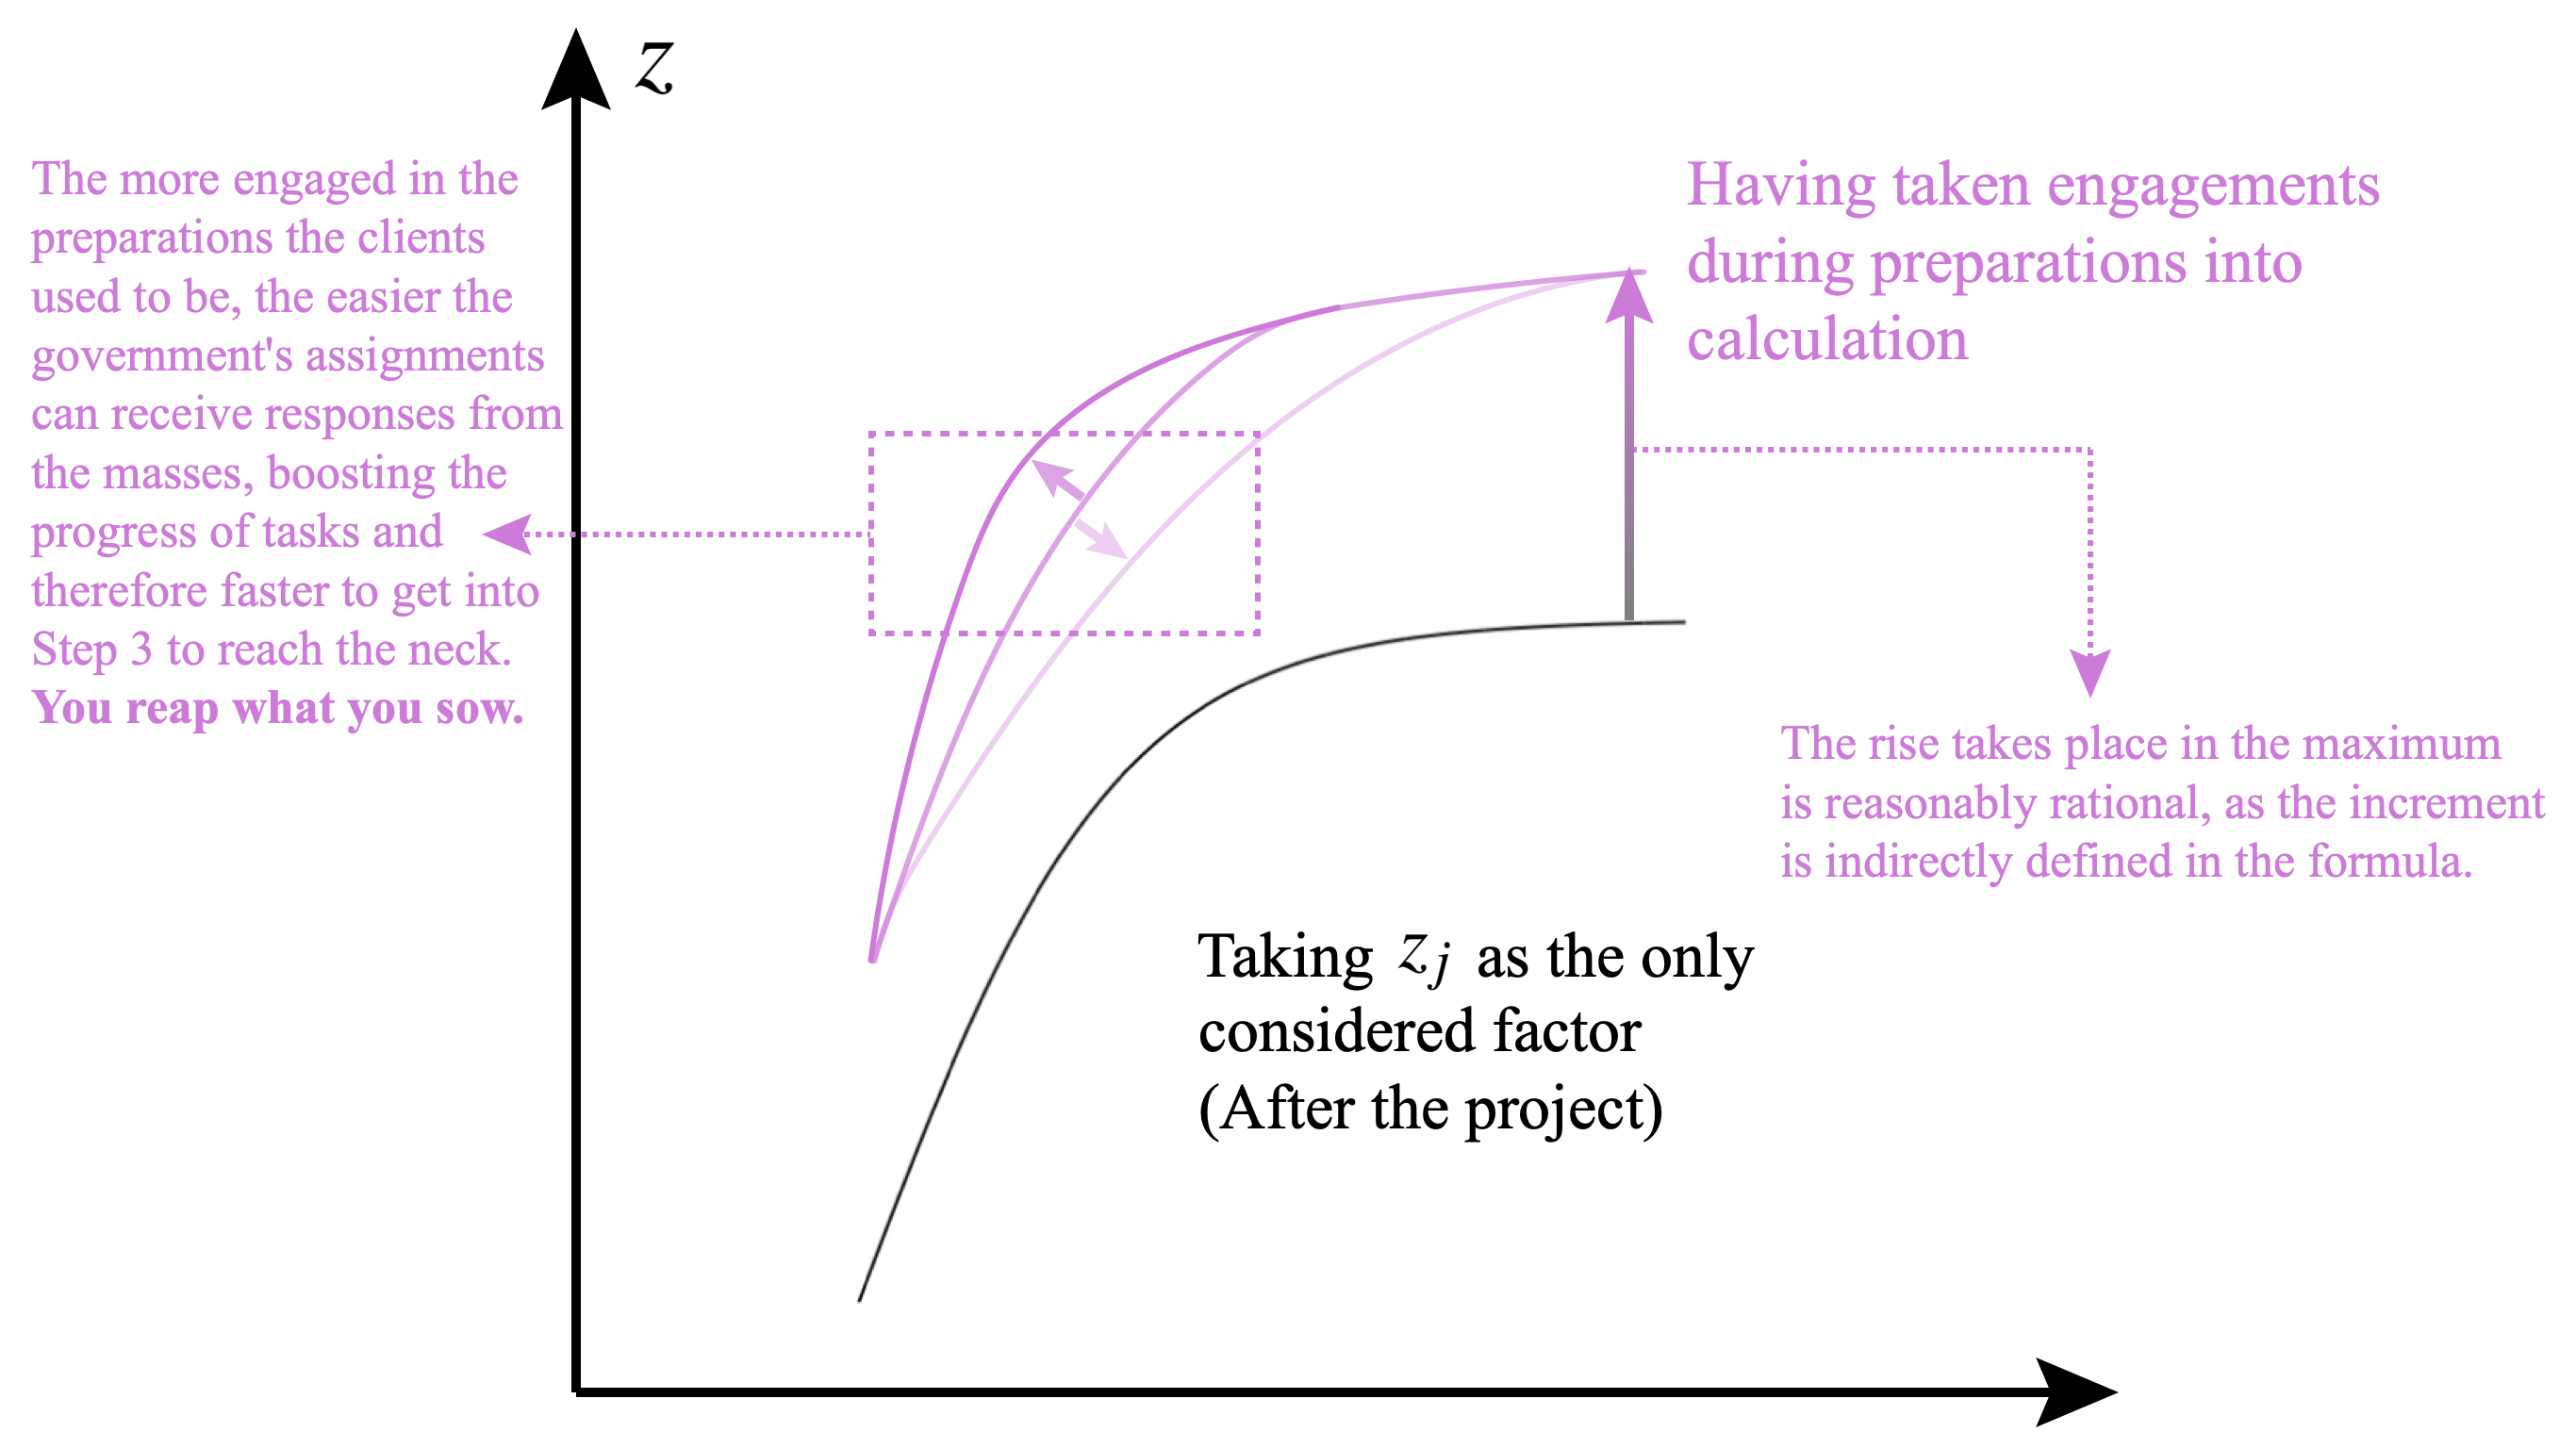 z
The more engaged in the
preparations the clients
used to be, the easier the
government's assignments
can receive responses from
the masses, boosting the
progress of tasks and
therefore faster to get into
Step 3 to reach the neck.
You reap what you sow.
Having taken engagements
during preparations into
calculation
The rise takes place in the maximum
is reasonably rational, as the increment
is indirectly defined in the formula.
Taking z_j as the only
considered factor
(After the project)